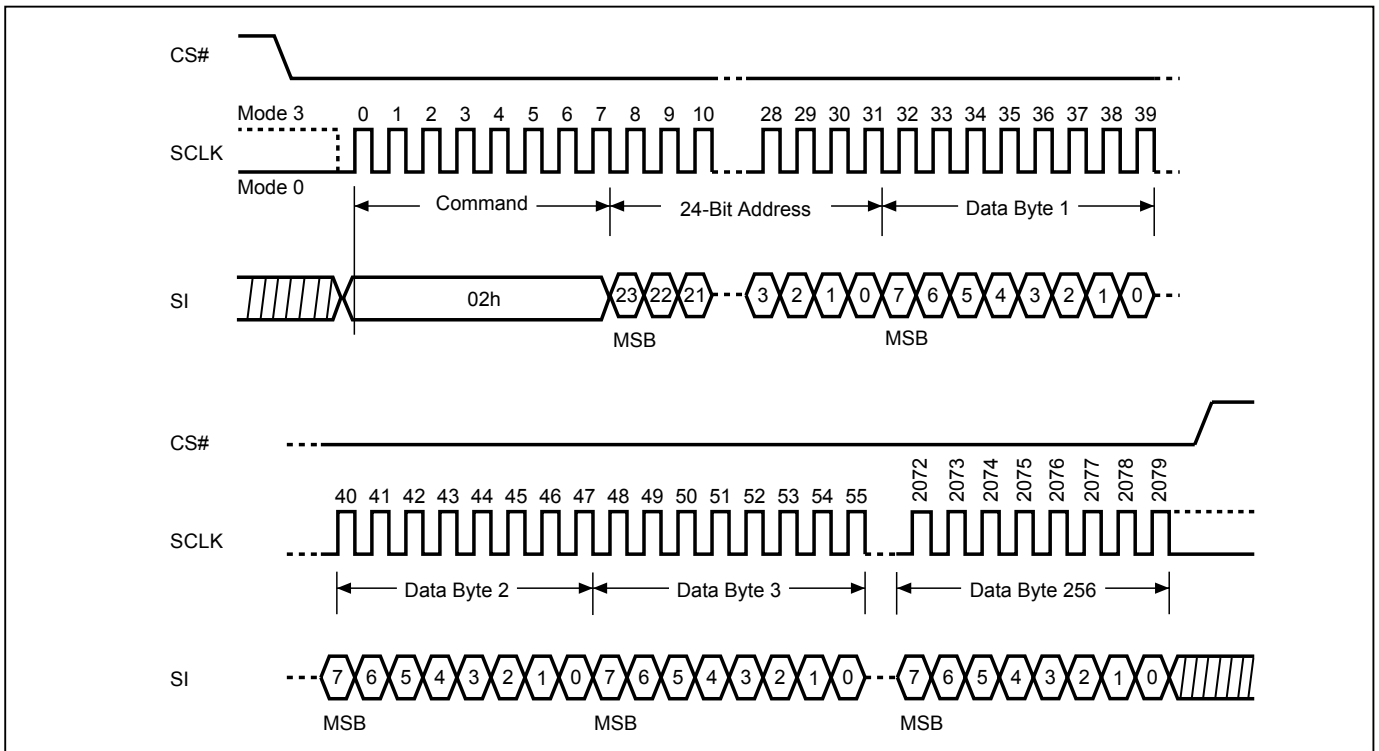 CS#
Mode 3 0 1 2 3 4 5 6 7 8 9 10 28 29 30 31 32 33 34 35 36 37 38 39
SCLK
Mode 0
Command 24-Bit Address Data Byte 1
SI 02h 23 22 21 3 2 1 0 7 6 5 4 3 2 1 0
MSB MSB
CS#
40 41 42 43 44 45 46 47 48 49 50 51 52 53 54 55 2072 2073 2074 2075 2076 2077 2078 2079
SCLK
Data Byte 2 Data Byte 3 Data Byte 256
SI 7 6 5 4 3 2 1 0 7 6 5 4 3 2 1 0 7 6 5 4 3 2 1 0
MSB MSB MSB